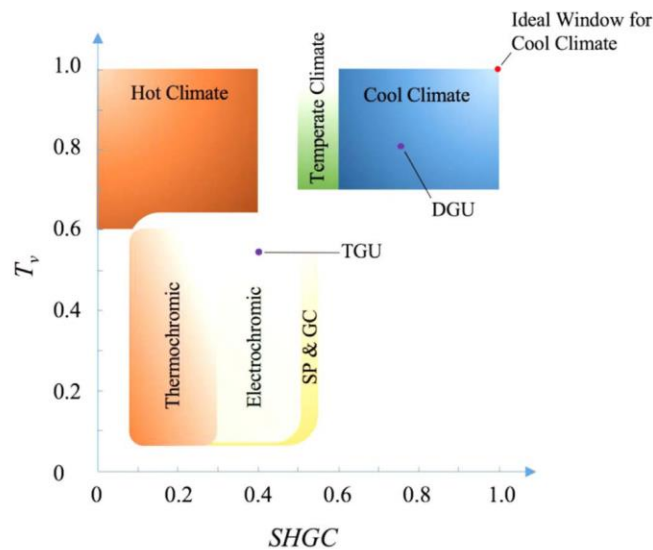 Ideal Window for
Cool Climate
1.0
Hot Climate
Temperate Climate
Cool Climate
0.8
DGU
0.6
TGU
T_v
0.4
Thermochromic
Electrochromic
SP & GC
0.2
0
0
0.2
0.4
0.6
0.8
1.0
SHGC